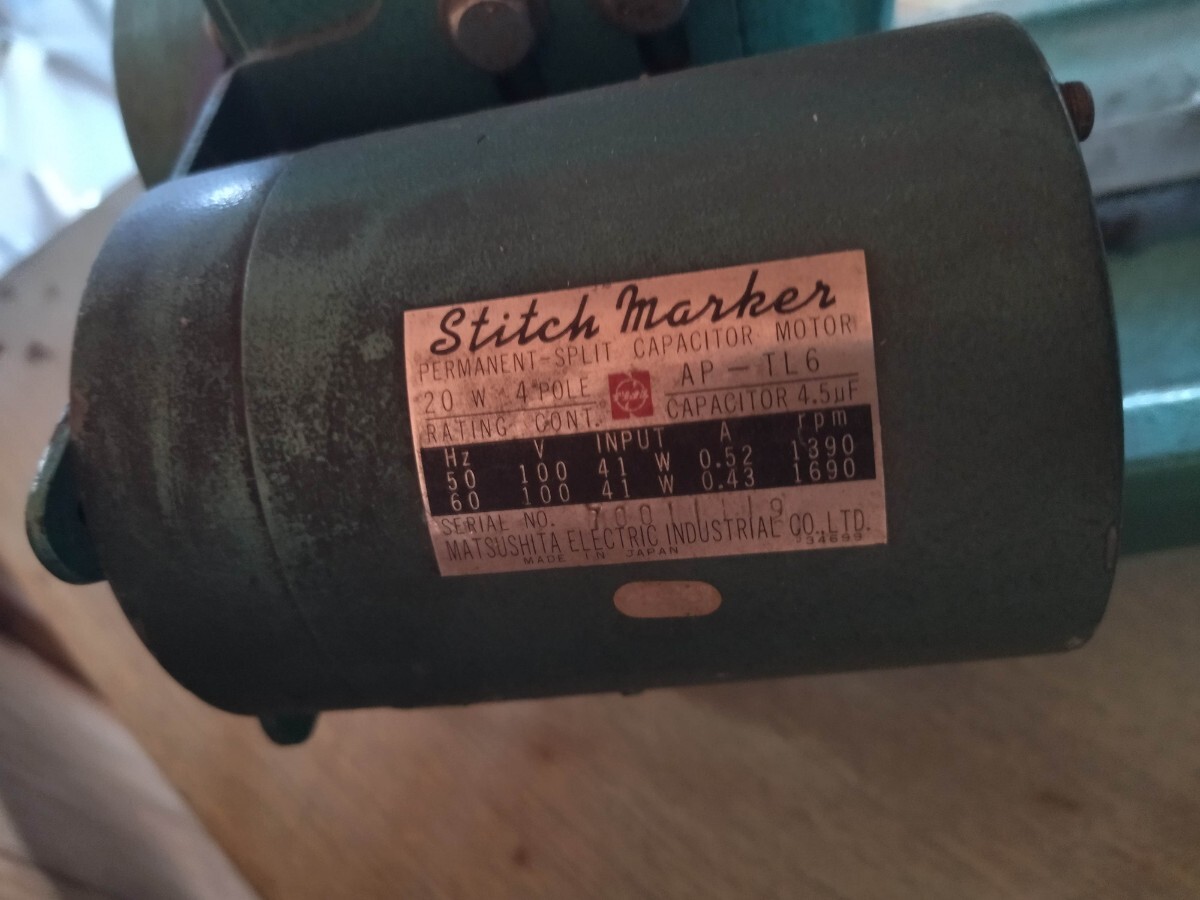 Stitch Marker
PERMANENT-SPLIT CAPACITOR MOTOR
20 W 4 POLE AP-TL6
RATING CONT. CAPACITOR 4.5µF
Hz V INPUT A rpm
50 100 41 W 0.52 1390
60 100 41 W 0.43 1690
SERIAL NO.
MATSUSHITA ELECTRIC INDUSTRIAL CO.,LTD.
MADE IN JAPAN 34699